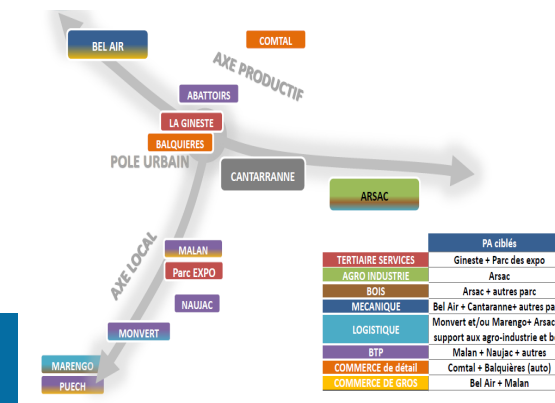 BEL AIR
COMTAL
AXE PRODUCTIF
ABATTOIRS
LA GINESTE
BALQUIERES
POLE URBAIN
CANTARRANNE
ARSAC
AXE LOCAL
MALAN
Parc EXPO
NAUJAC
MONVERT
MARENGO
PUECH
PA ciblés
TERTIAIRE SERVICES Gineste + Parc des expo
AGRO INDUSTRIE Arsac
BOIS Arsac + autres parc
MECANIQUE Bel Air + Cantaranne+ autres
LOGISTIQUE Monvert et/ou Marengo+ Arsac
support aux agro-industrie et
BTP Malan + Naujac + autres
COMMERCE de détail Comtal + Balquières (auto)
COMMERCE DE GROS Bel Air + Malan